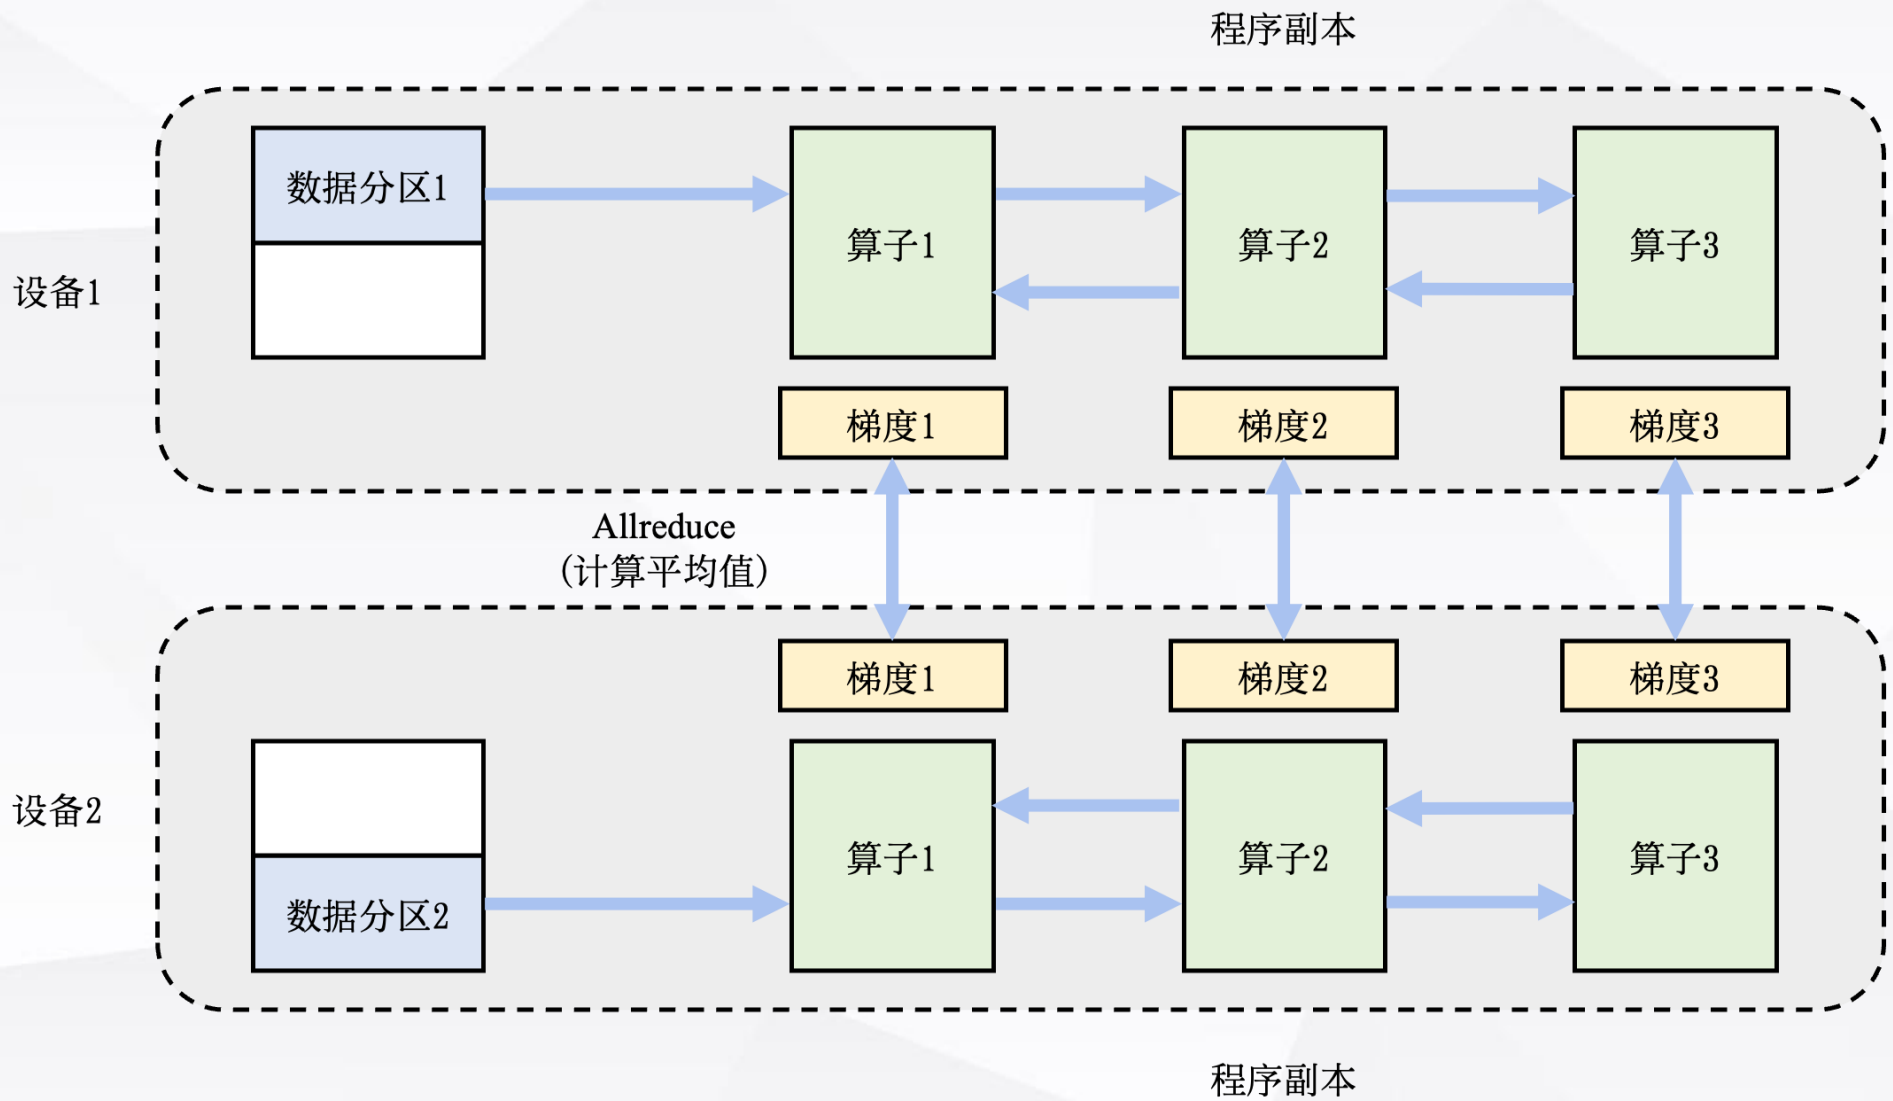 程序副本
数据分区1
算子1
算子2
算子3
设备1
梯度1
梯度2
梯度3
Allreduce
(计算平均值)
梯度1
梯度2
梯度3
设备2
算子1
算子2
算子3
数据分区2
程序副本